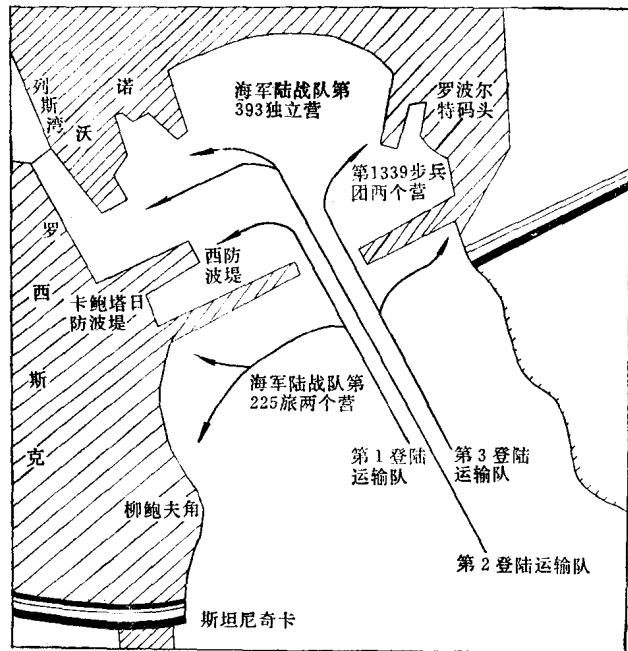 海军陆战队第
393独立营
罗波尔
特码头
列斯湾
诺沃罗西斯克
第1339步兵
团两个营
西防
波堤
卡鲍塔日
防波堤
海军陆战队第
225旅两个营
第1登陆
运输队
第3登陆
运输队
柳鲍夫角
第2登陆运输队
斯坦尼奇卡